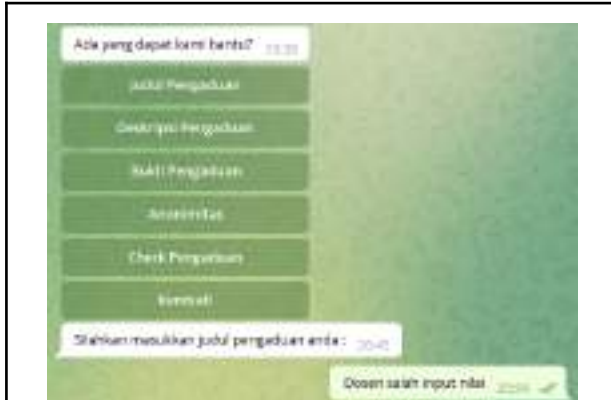 Ada yang dapat kami bantu?
Judul Pengaduan
Deskripsi Pengaduan
Bukti Pengaduan
Anonimitas
Check Pengaduan
Kembali
Silahkan masukkan judul pengaduan anda :
Dosen salah input nilai